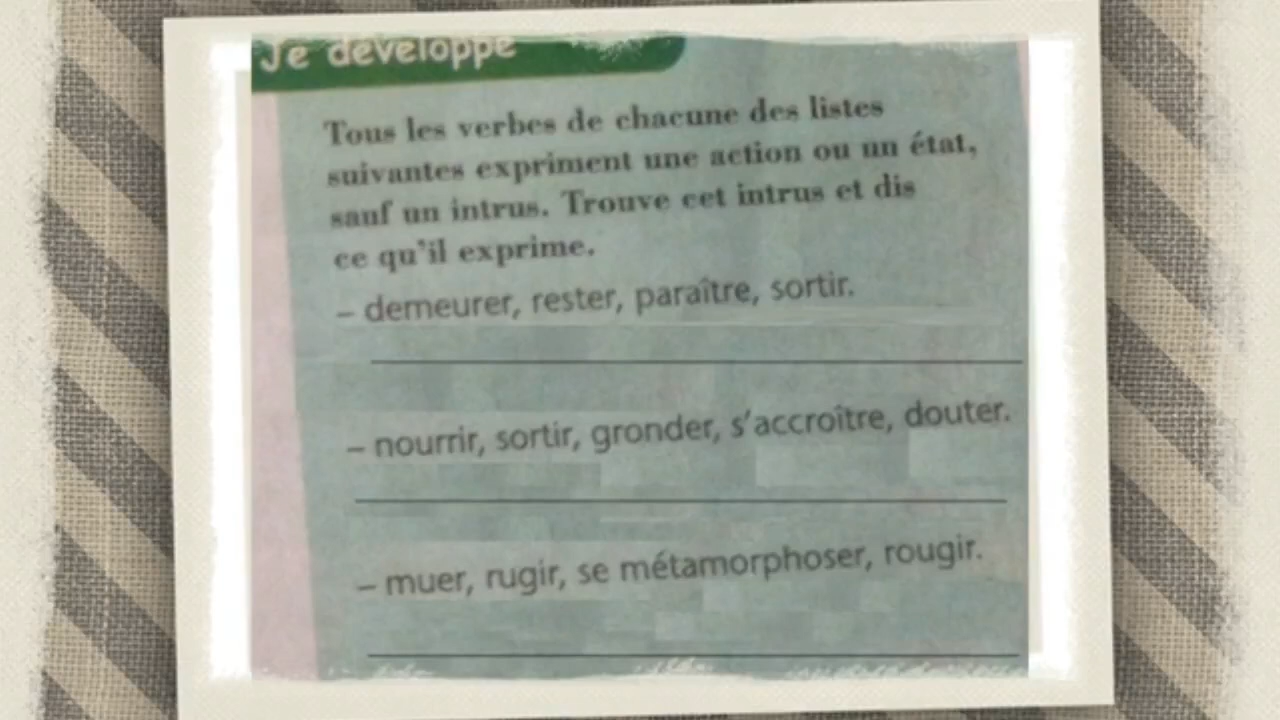 Je développe
Tous les verbes de chacune des listes
suivantes expriment une action ou un état,
sauf un intrus. Trouve cet intrus et dis
ce qu'il exprime.
– demeurer, rester, paraître, sortir.
– nourrir, sortir, gronder, s'accroître, douter.
– muer, rugir, se métamorphoser, rougir.